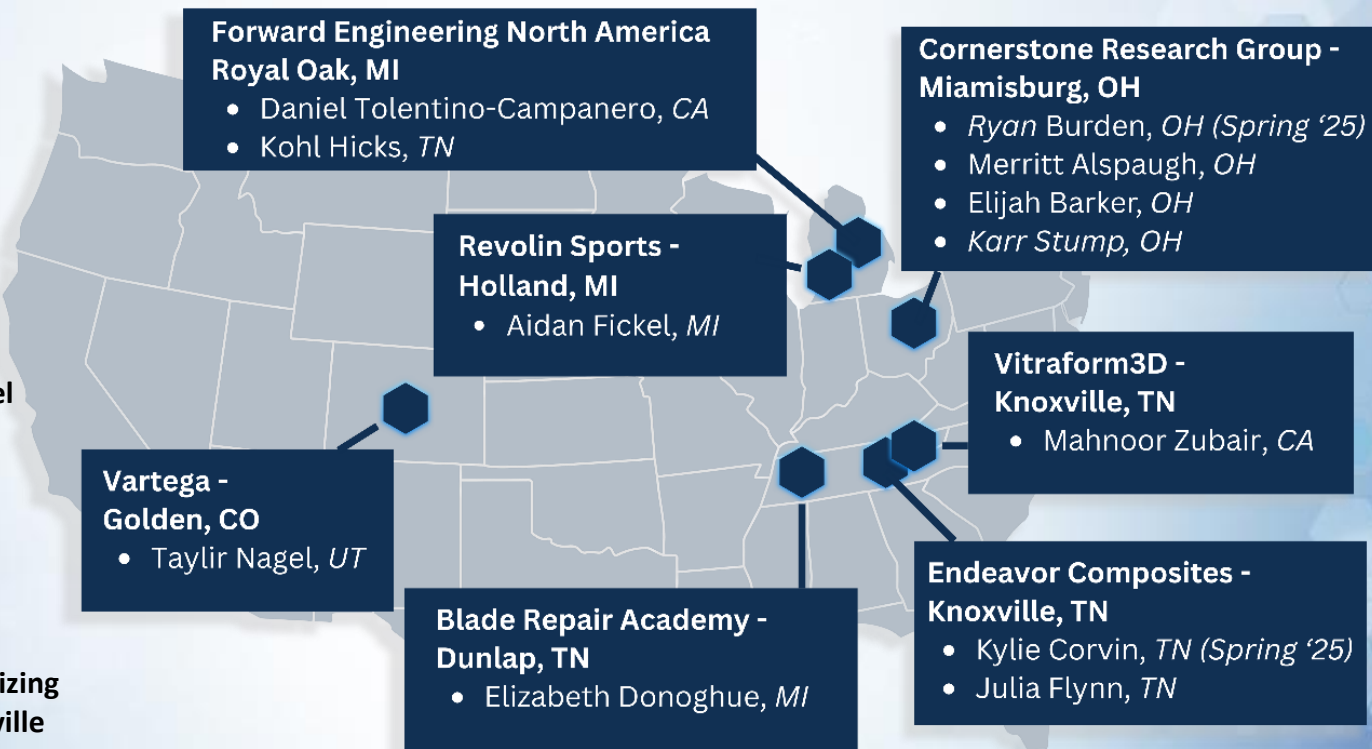 Forward Engineering North America
Royal Oak, MI
• Daniel Tolentino-Campanero, CA
• Kohl Hicks, TN
Cornerstone Research Group -
Miamisburg, OH
• Ryan Burden, OH (Spring ‘25)
• Merritt Alspaugh, OH
• Elijah Barker, OH
• Karr Stump, OH
Revolin Sports -
Holland, MI
• Aidan Fickel, MI
Vitraform3D -
Knoxville, TN
• Mahnoor Zubair, CA
el
Vartega -
Golden, CO
• Taylir Nagel, UT
Blade Repair Academy -
Dunlap, TN
• Elizabeth Donoghue, MI
Endeavor Composites -
Knoxville, TN
• Kylie Corvin, TN (Spring ‘25)
• Julia Flynn, TN
izing
ville